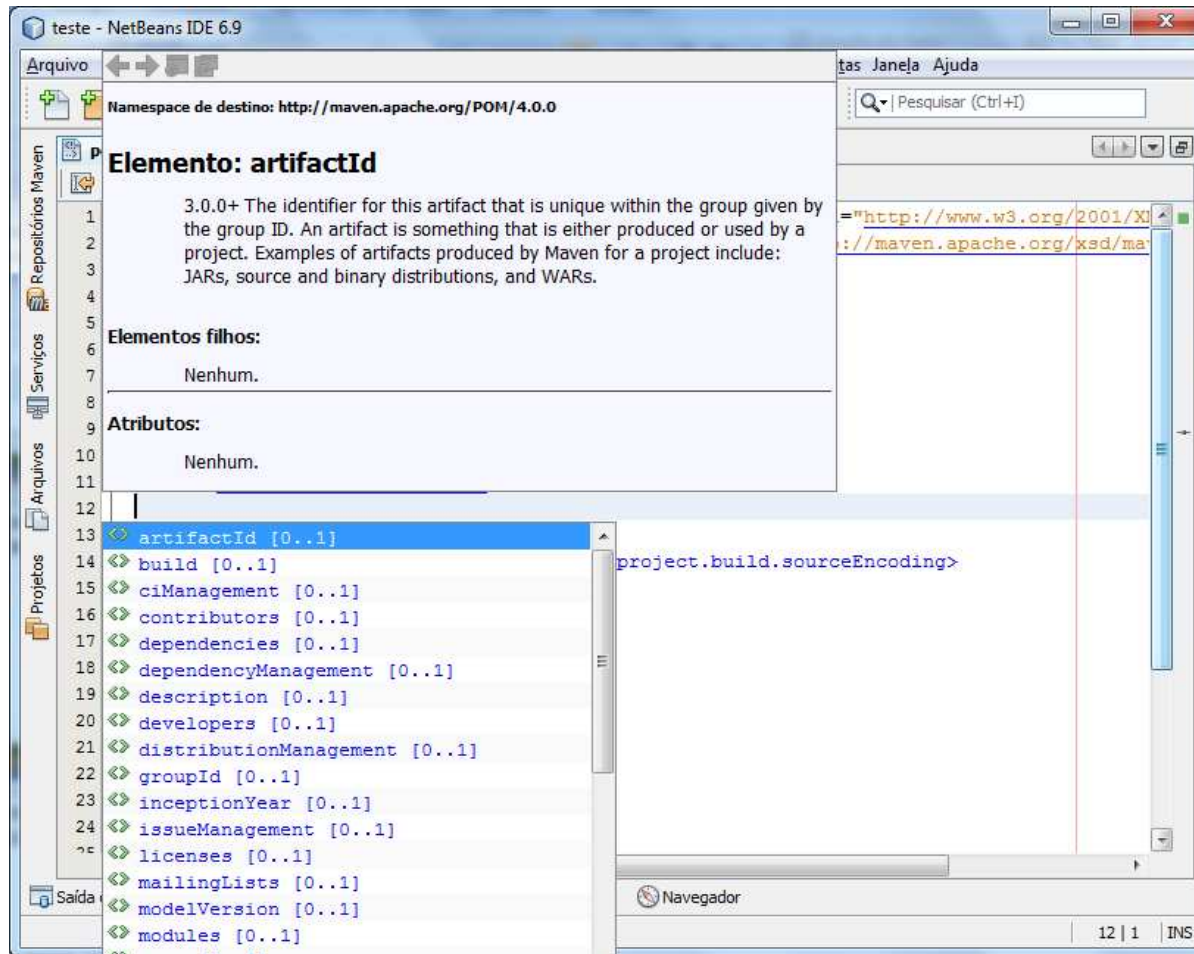 teste - NetBeans IDE 6.9
Arquivo
tas Janela Ajuda
Pesquisar (Ctrl+I)
Namespace de destino: http://maven.apache.org/POM/4.0.0
Elemento: artifactId
3.0.0+ The identifier for this artifact that is unique within the group given by
the group ID. An artifact is something that is either produced or used by a
project. Examples of artifacts produced by Maven for a project include:
JARs, source and binary distributions, and WARs.
Elementos filhos:
Nenhum.
Atributos:
Nenhum.
Repositórios Maven
Serviços
Arquivos
Projetos
="http://www.w3.org/2001/XM
://maven.apache.org/xsd/mav
1
2
3
4
5
6
7
8
9
10
11
12
13
14
15
16
17
18
19
20
21
22
23
24
25
artifactId [0..1]
build [0..1]
project.build.sourceEncoding>
ciManagement [0..1]
contributors [0..1]
dependencies [0..1]
dependencyManagement [0..1]
description [0..1]
developers [0..1]
distributionManagement [0..1]
groupId [0..1]
inceptionYear [0..1]
issueManagement [0..1]
licenses [0..1]
mailingLists [0..1]
modelVersion [0..1]
modules [0..1]
Saída
Navegador
12 | 1 INS